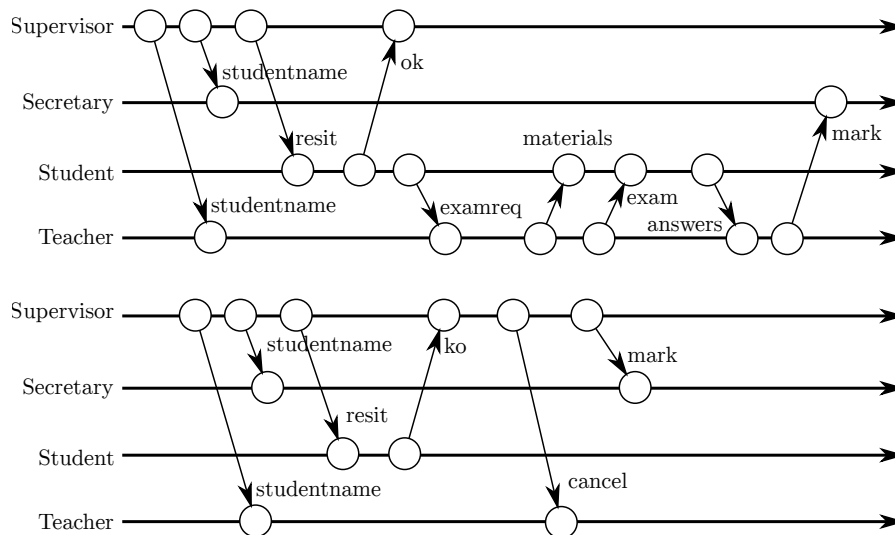 Supervisor
ok
studentname
Secretary
mark
resit
materials
Student
exam
examreq
studentname
answers
Teacher
Supervisor
studentname
ko
mark
Secretary
resit
Student
cancel
studentname
Teacher